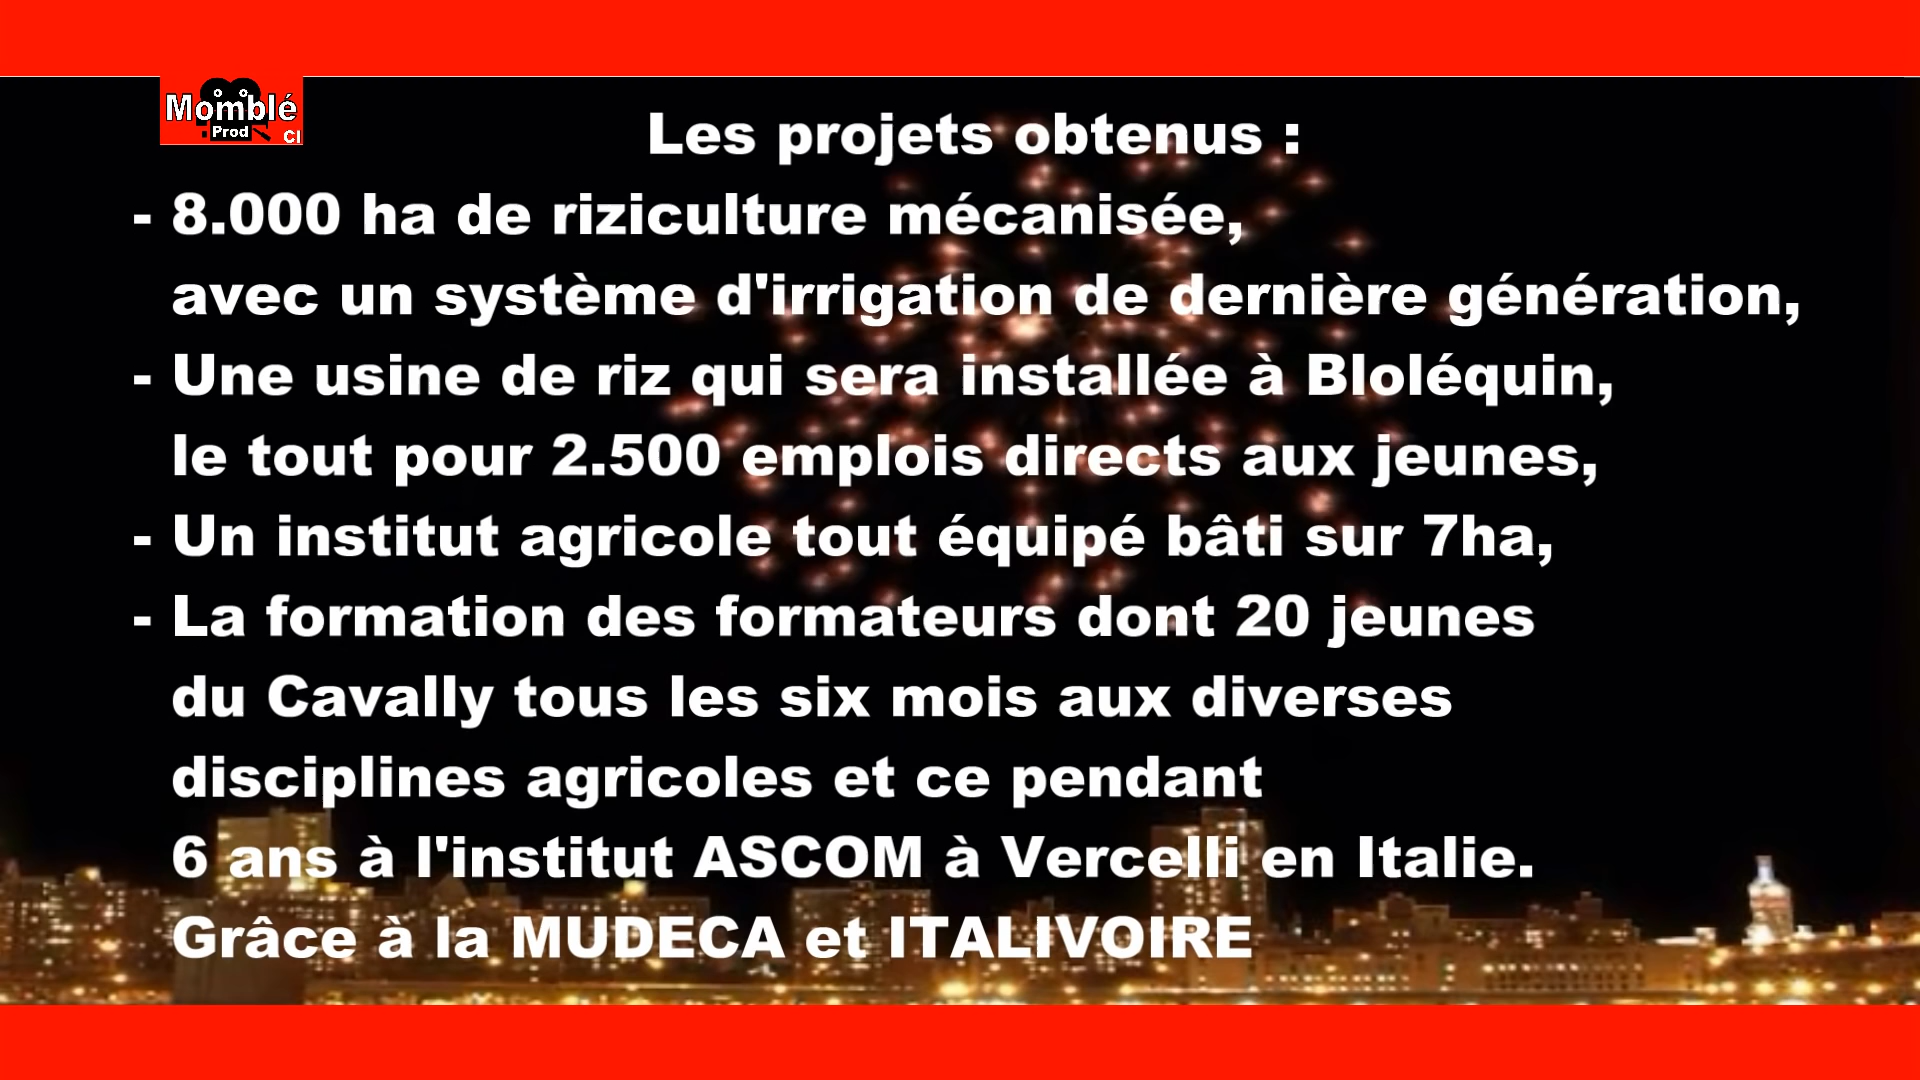 Momblé
Prod
CI
Les projets obtenus :
- 8.000 ha de riziculture mécanisée,
avec un système d'irrigation de dernière génération,
- Une usine de riz qui sera installée à Bloléquin,
le tout pour 2.500 emplois directs aux jeunes,
- Un institut agricole tout équipé bâti sur 7ha,
- La formation des formateurs dont 20 jeunes
du Cavally tous les six mois aux diverses
disciplines agricoles et ce pendant
6 ans à l'institut ASCOM à Vercelli en Italie.
Grâce à la MUDECA et ITALIVOIRE